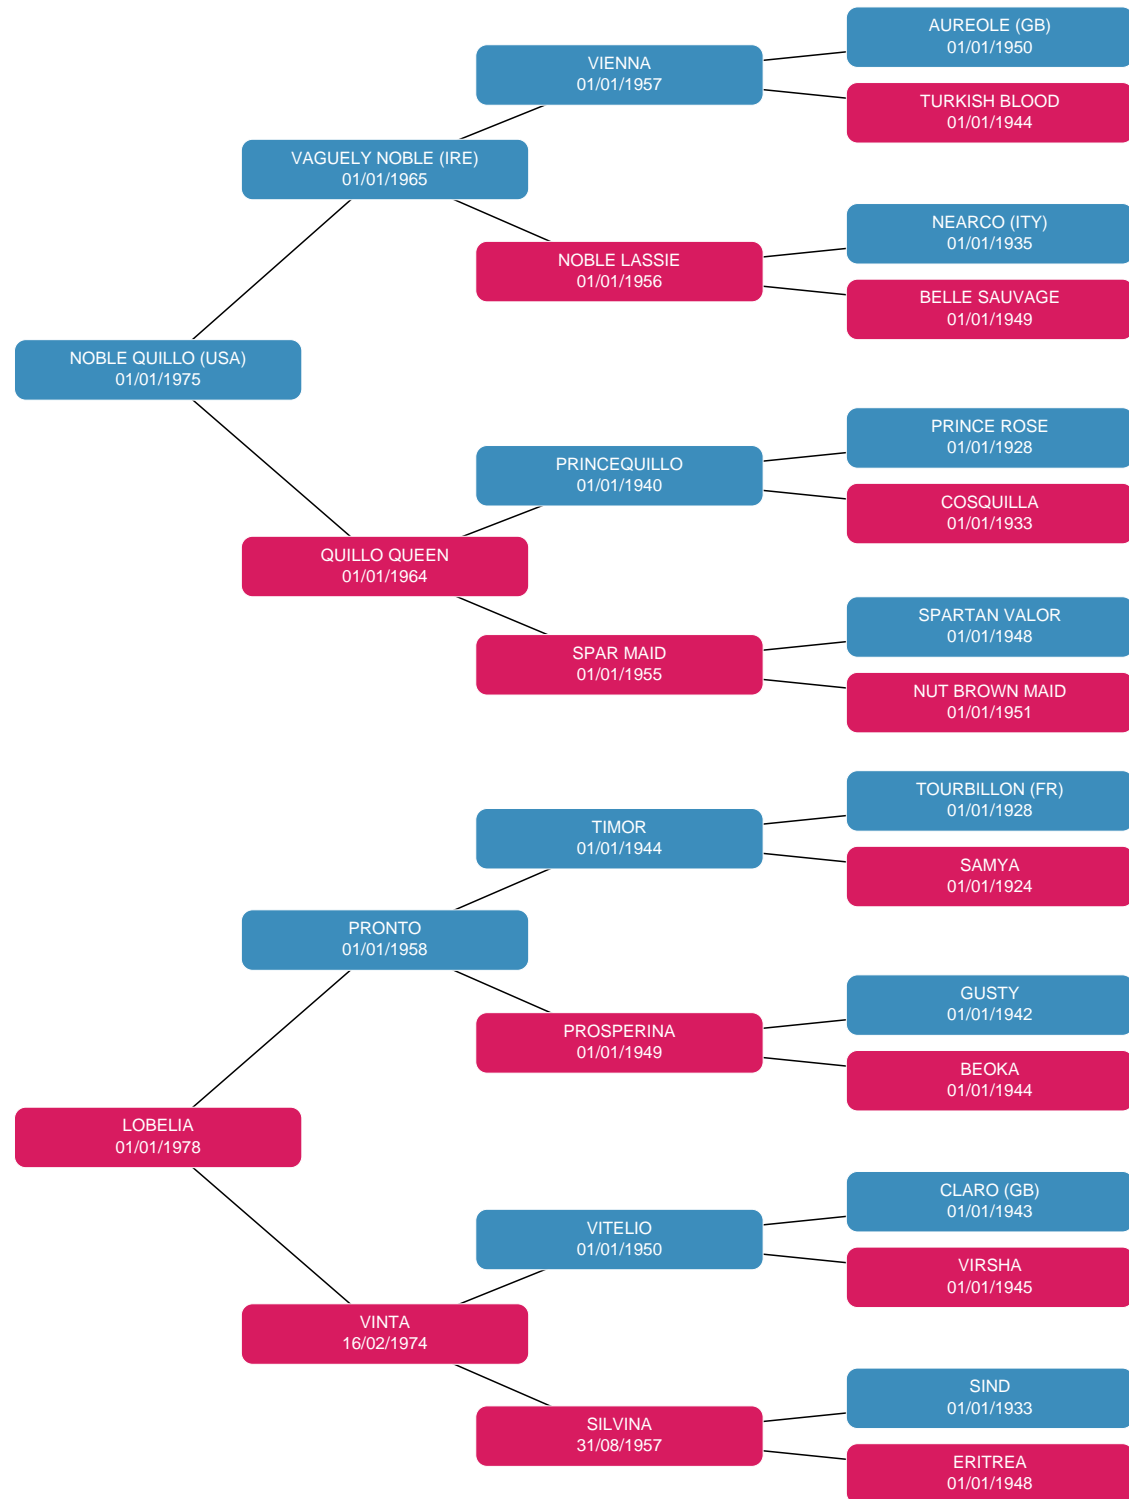 AUREOLE (GB)
01/01/1950
VIENNA
01/01/1957
TURKISH BLOOD
01/01/1944
VAGUELY NOBLE (IRE)
01/01/1965
NEARCO (ITY)
01/01/1935
NOBLE LASSIE
01/01/1956
BELLE SAUVAGE
01/01/1949
NOBLE QUILLO (USA)
01/01/1975
PRINCE ROSE
01/01/1928
PRINCEQUILLO
01/01/1940
COSQUILLA
01/01/1933
QUILLO QUEEN
01/01/1964
SPARTAN VALOR
01/01/1948
SPAR MAID
01/01/1955
NUT BROWN MAID
01/01/1951
TOURBILLON (FR)
01/01/1928
TIMOR
01/01/1944
SAMYA
01/01/1924
PRONTO
01/01/1958
GUSTY
01/01/1942
PROSPERINA
01/01/1949
BEOKA
01/01/1944
LOBELIA
01/01/1978
CLARO (GB)
01/01/1943
VITELIO
01/01/1950
VIRSHA
01/01/1945
VINTA
16/02/1974
SIND
01/01/1933
SILVINA
31/08/1957
ERITREA
01/01/1948